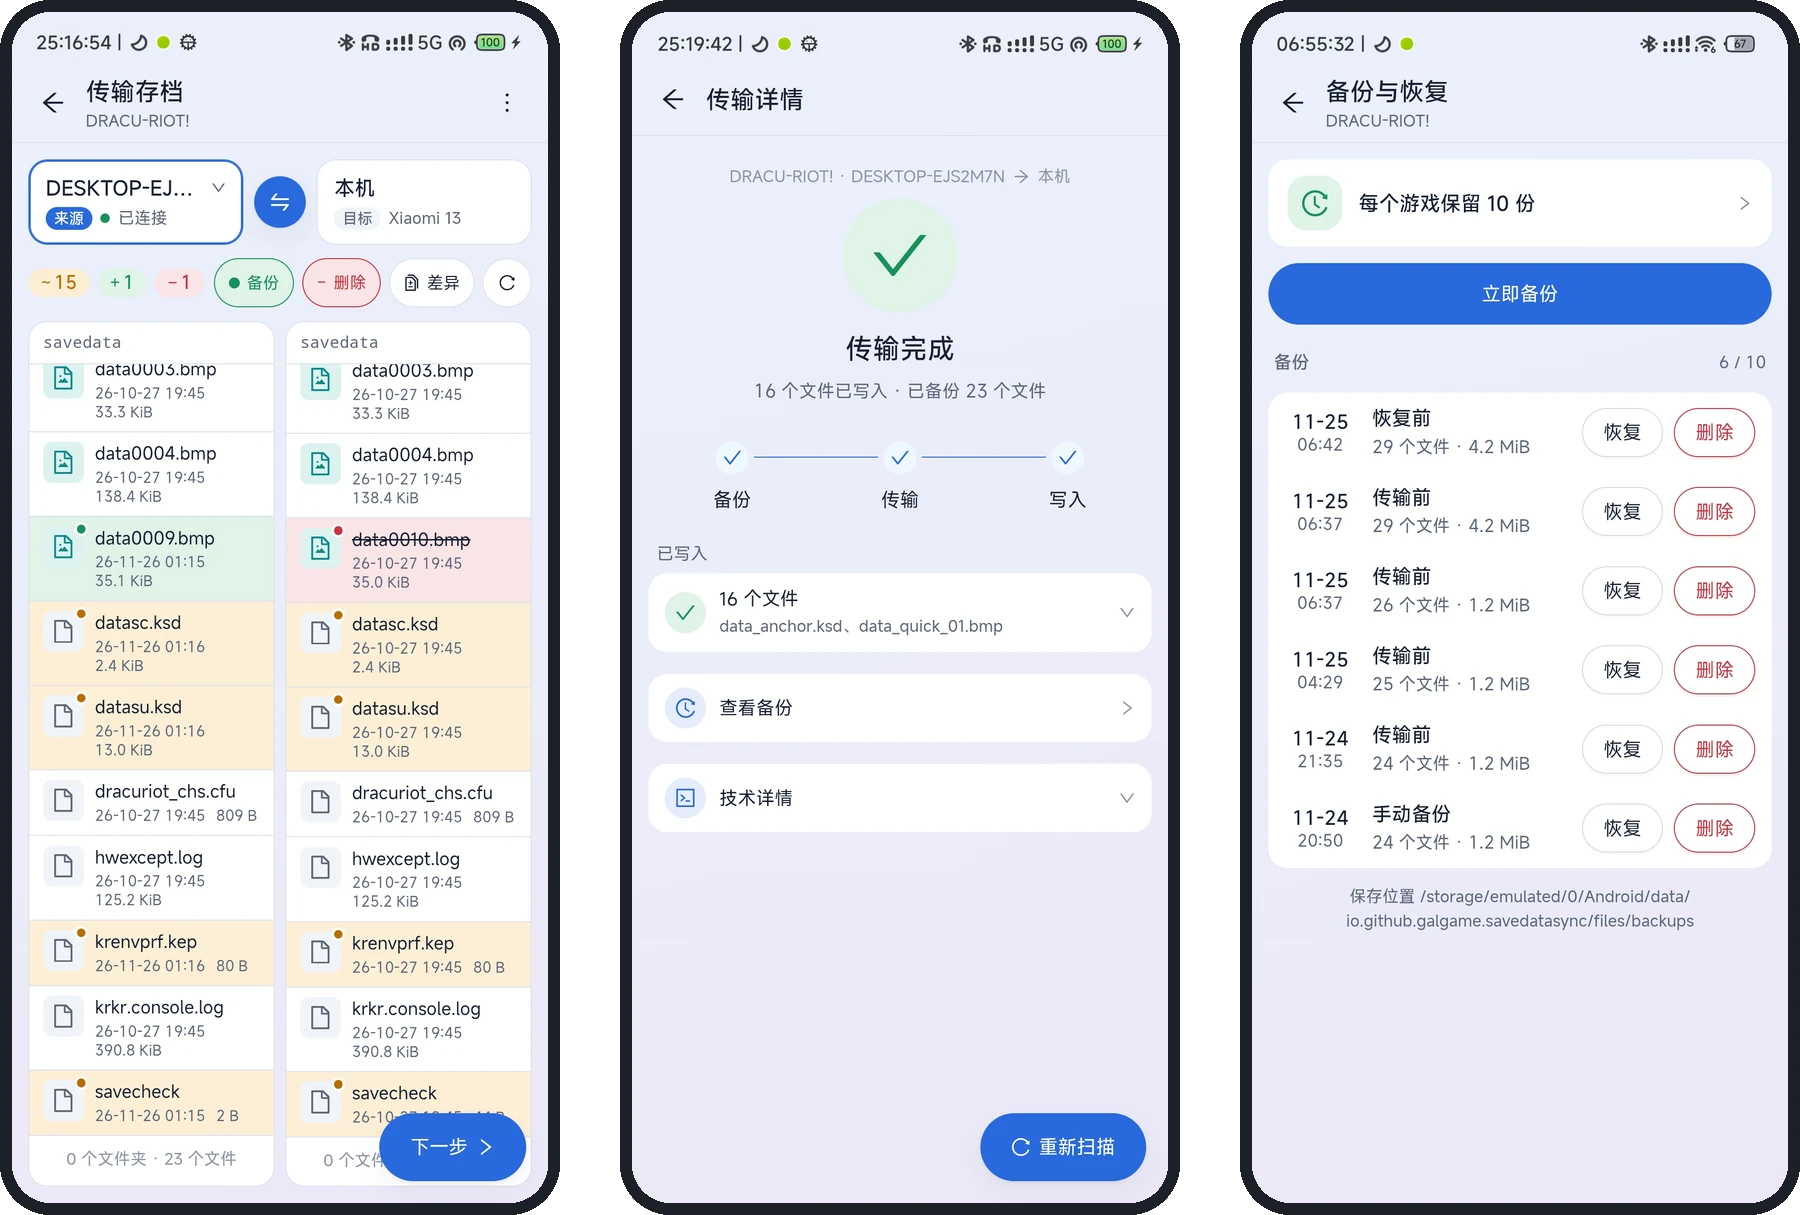 25:16:54 |
HD 5G 100
传输存档
DRACU-RIOT!
DESKTOP-EJ...
来源 已连接
本机
目标 Xiaomi 13
~15 +1 −1 备份 − 删除 差异
savedata
data0003.bmp
26-10-27 19:45
33.3 KiB
data0004.bmp
26-10-27 19:45
138.4 KiB
data0009.bmp
26-11-26 01:15
35.1 KiB
datasc.ksd
26-11-26 01:16
2.4 KiB
datasu.ksd
26-11-26 01:16
13.0 KiB
dracuriot_chs.cfu
26-10-27 19:45 809 B
hwexcept.log
26-10-27 19:45
125.2 KiB
krenvprf.kep
26-11-26 01:16 80 B
krkr.console.log
26-10-27 19:45
390.8 KiB
savecheck
26-11-26 01:15 2 B
0 个文件夹 · 23 个文件
savedata
data0003.bmp
26-10-27 19:45
33.3 KiB
data0004.bmp
26-10-27 19:45
138.4 KiB
data0010.bmp
26-10-27 19:45
35.0 KiB
datasc.ksd
26-10-27 19:45
2.4 KiB
datasu.ksd
26-10-27 19:45
13.0 KiB
dracuriot_chs.cfu
26-10-27 19:45 809 B
hwexcept.log
26-10-27 19:45
125.2 KiB
krenvprf.kep
26-10-27 19:45 80 B
krkr.console.log
26-10-27 19:45
390.8 KiB
savecheck
0 个文件
下一步
25:19:42 |
HD 5G 100
传输详情
DRACU-RIOT! · DESKTOP-EJS2M7N → 本机
传输完成
16 个文件已写入 · 已备份 23 个文件
备份 传输 写入
已写入
16 个文件
data_anchor.ksd、data_quick_01.bmp
查看备份
技术详情
重新扫描
06:55:32 |
67
备份与恢复
DRACU-RIOT!
每个游戏保留 10 份
立即备份
备份 6 / 10
11-25 恢复前
06:42 29 个文件 · 4.2 MiB
恢复 删除
11-25 传输前
06:37 29 个文件 · 4.2 MiB
恢复 删除
11-25 传输前
06:37 26 个文件 · 1.2 MiB
恢复 删除
11-25 传输前
04:29 25 个文件 · 1.2 MiB
恢复 删除
11-24 传输前
21:35 24 个文件 · 1.2 MiB
恢复 删除
11-24 手动备份
20:50 24 个文件 · 1.2 MiB
恢复 删除
保存位置 /storage/emulated/0/Android/data/
io.github.galgame.savedatasync/files/backups